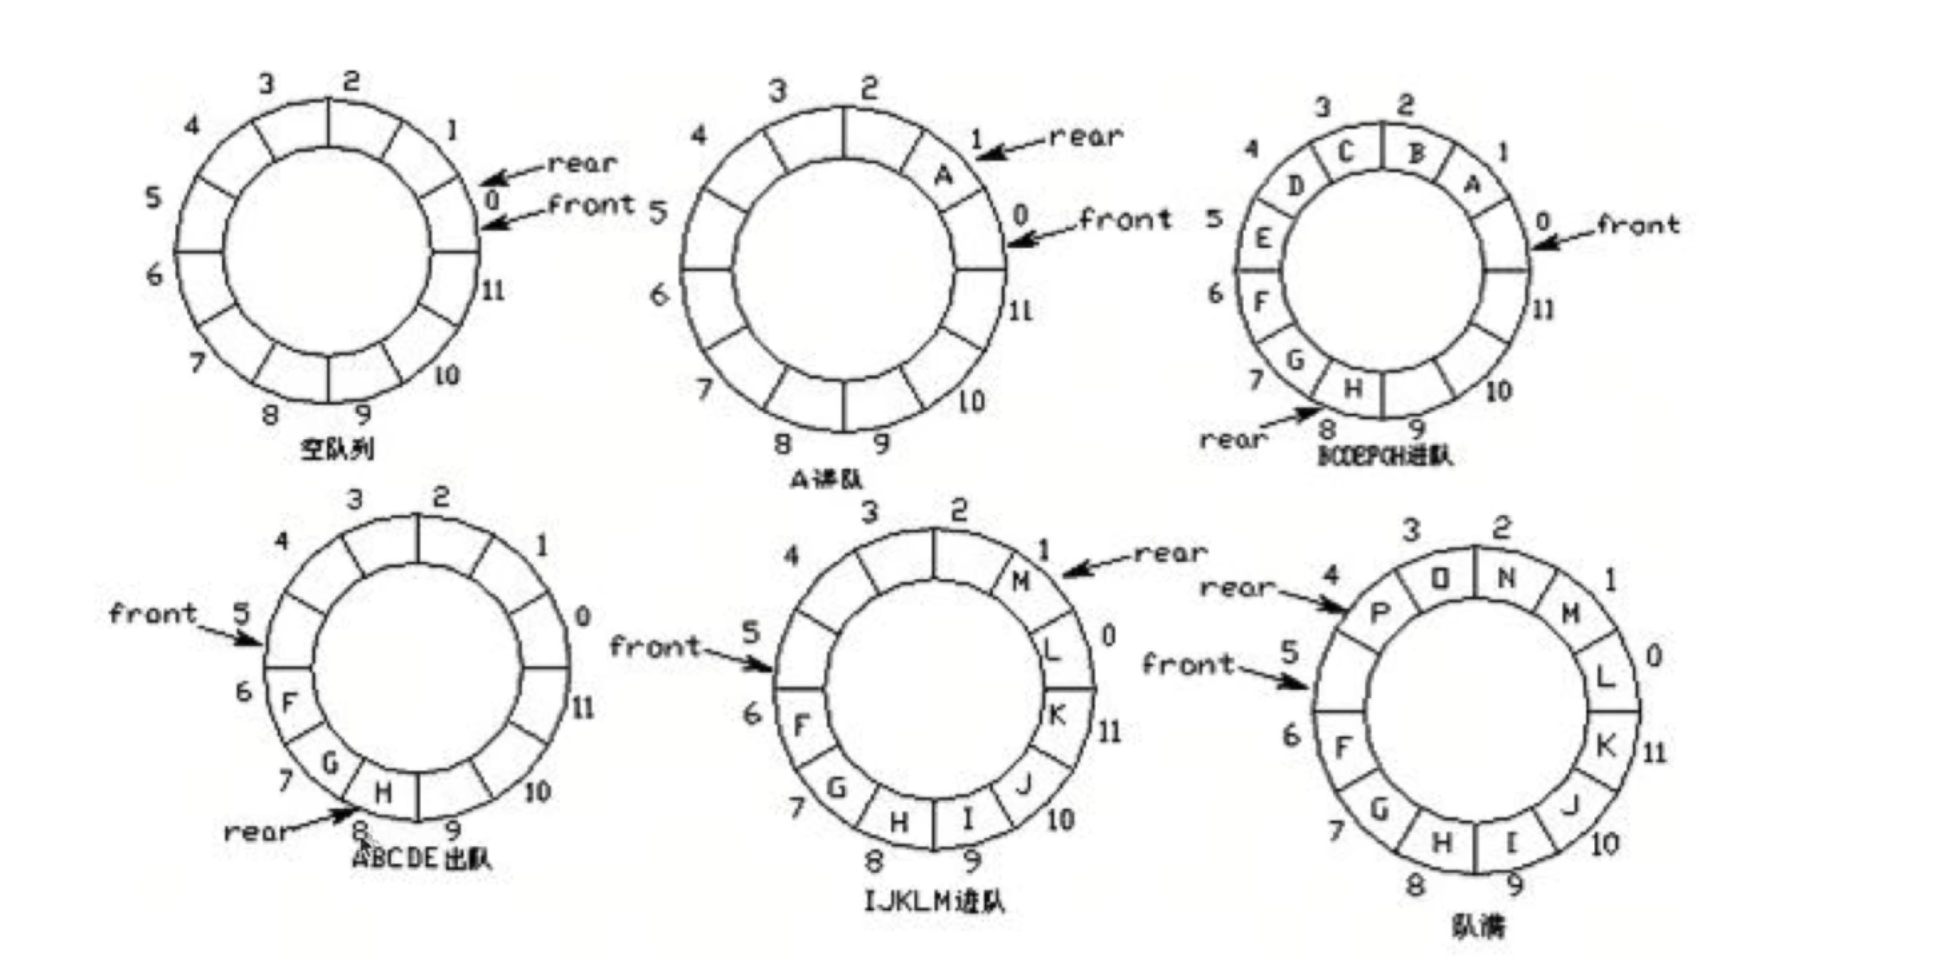 3 2
4 1
rear
5 0
front
6 11
7 10
8 9
空队列
3 2
4 1 rear
5 0
front
6 11
7 10
8 9
A进队
3 2
4 C B 1
D A
5 0 front
E
6 F 11
G
7 H 10
rear 8 9
BCDEPGH进队
3 2
4 1
front 5 0
6 F 11
G
7 H 10
rear 8 9
ABCDE出队
3 2
4 1 rear
M
front 5 0
L
6 F K 11
G J
7 H I 10
8 9
IJKLM进队
3 2
rear 4 O N 1
P M
front 5 0
L
6 F K 11
G J
7 H I 10
8 9
队满